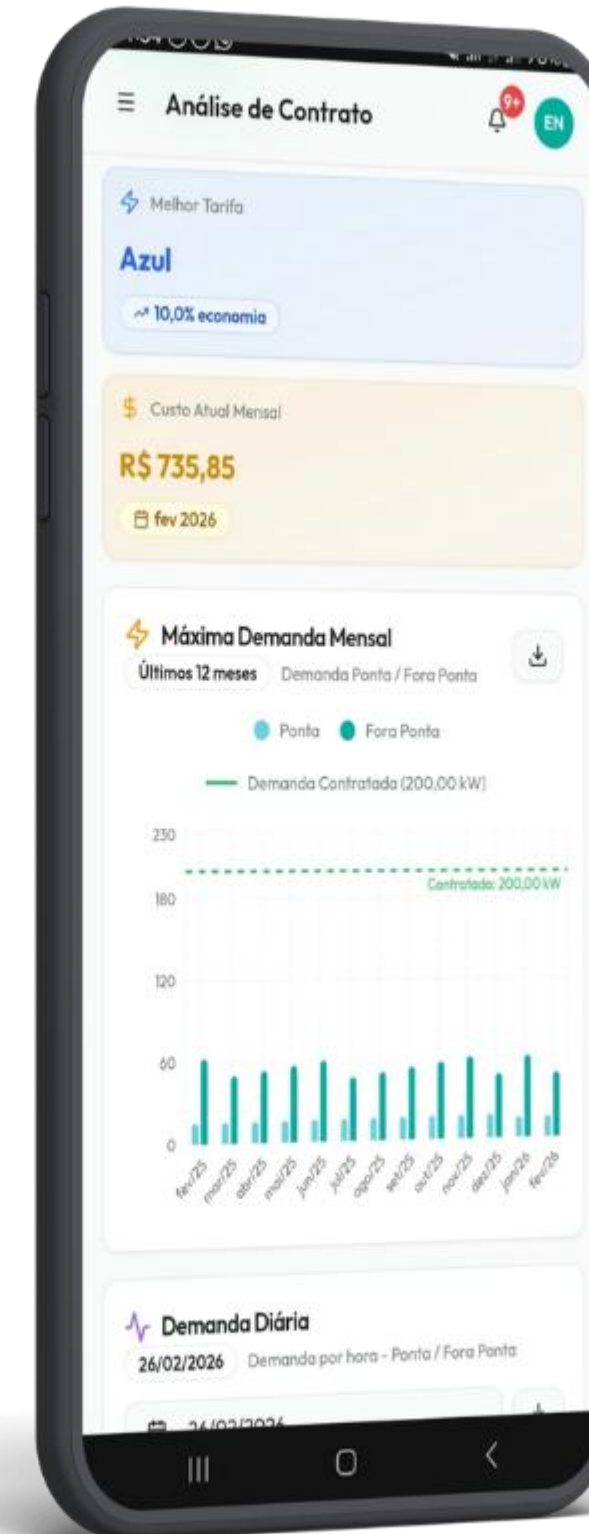 Análise de Contrato
9+
EN
Melhor Tarifa
Azul
10,0% economia
Custo Atual Mensal
R$ 735,85
fev 2026
Máxima Demanda Mensal
Últimos 12 meses Demanda Ponta / Fora Ponta
Ponta Fora Ponta
Demanda Contratada (200,00 kW)
230
Contratada: 200,00 kW
180
120
60
0
fev/25 mar/25 abr/25 mai/25 jun/25 jul/25 ago/25 set/25 out/25 nov/25 dez/25 jan/26 fev/26
Demanda Diária
26/02/2026 Demanda por hora - Ponta / Fora Ponta
26/02/2026